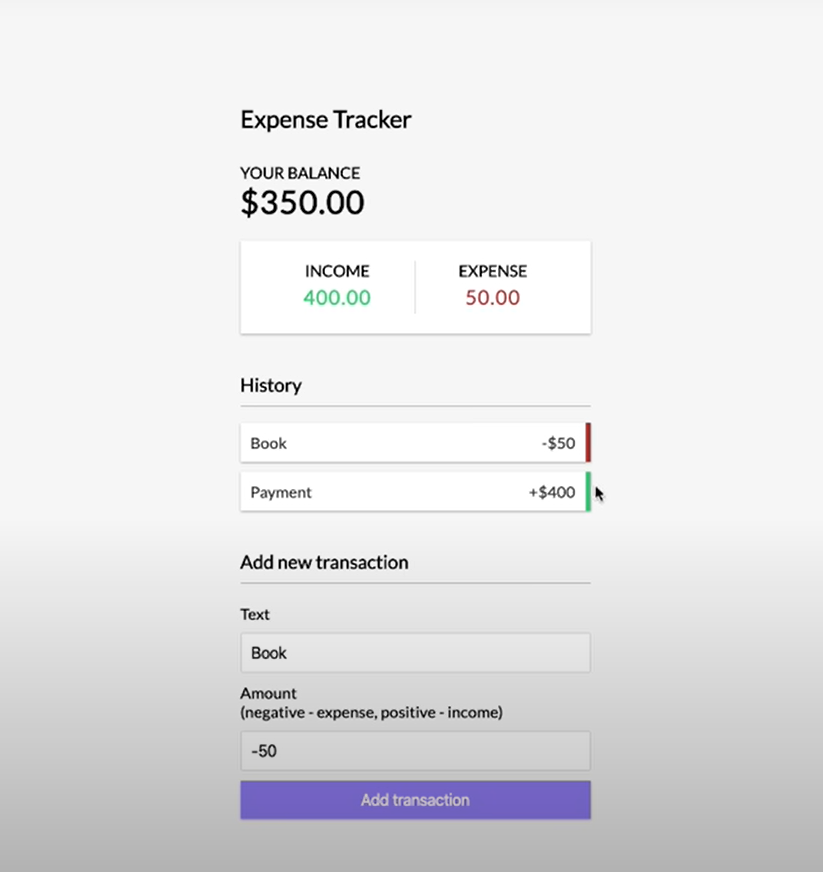 Expense Tracker
YOUR BALANCE
$350.00
INCOME EXPENSE
400.00 50.00
History
Book -$50
Payment +$400
Add new transaction
Text
Book
Amount
(negative - expense, positive - income)
-50
Add transaction